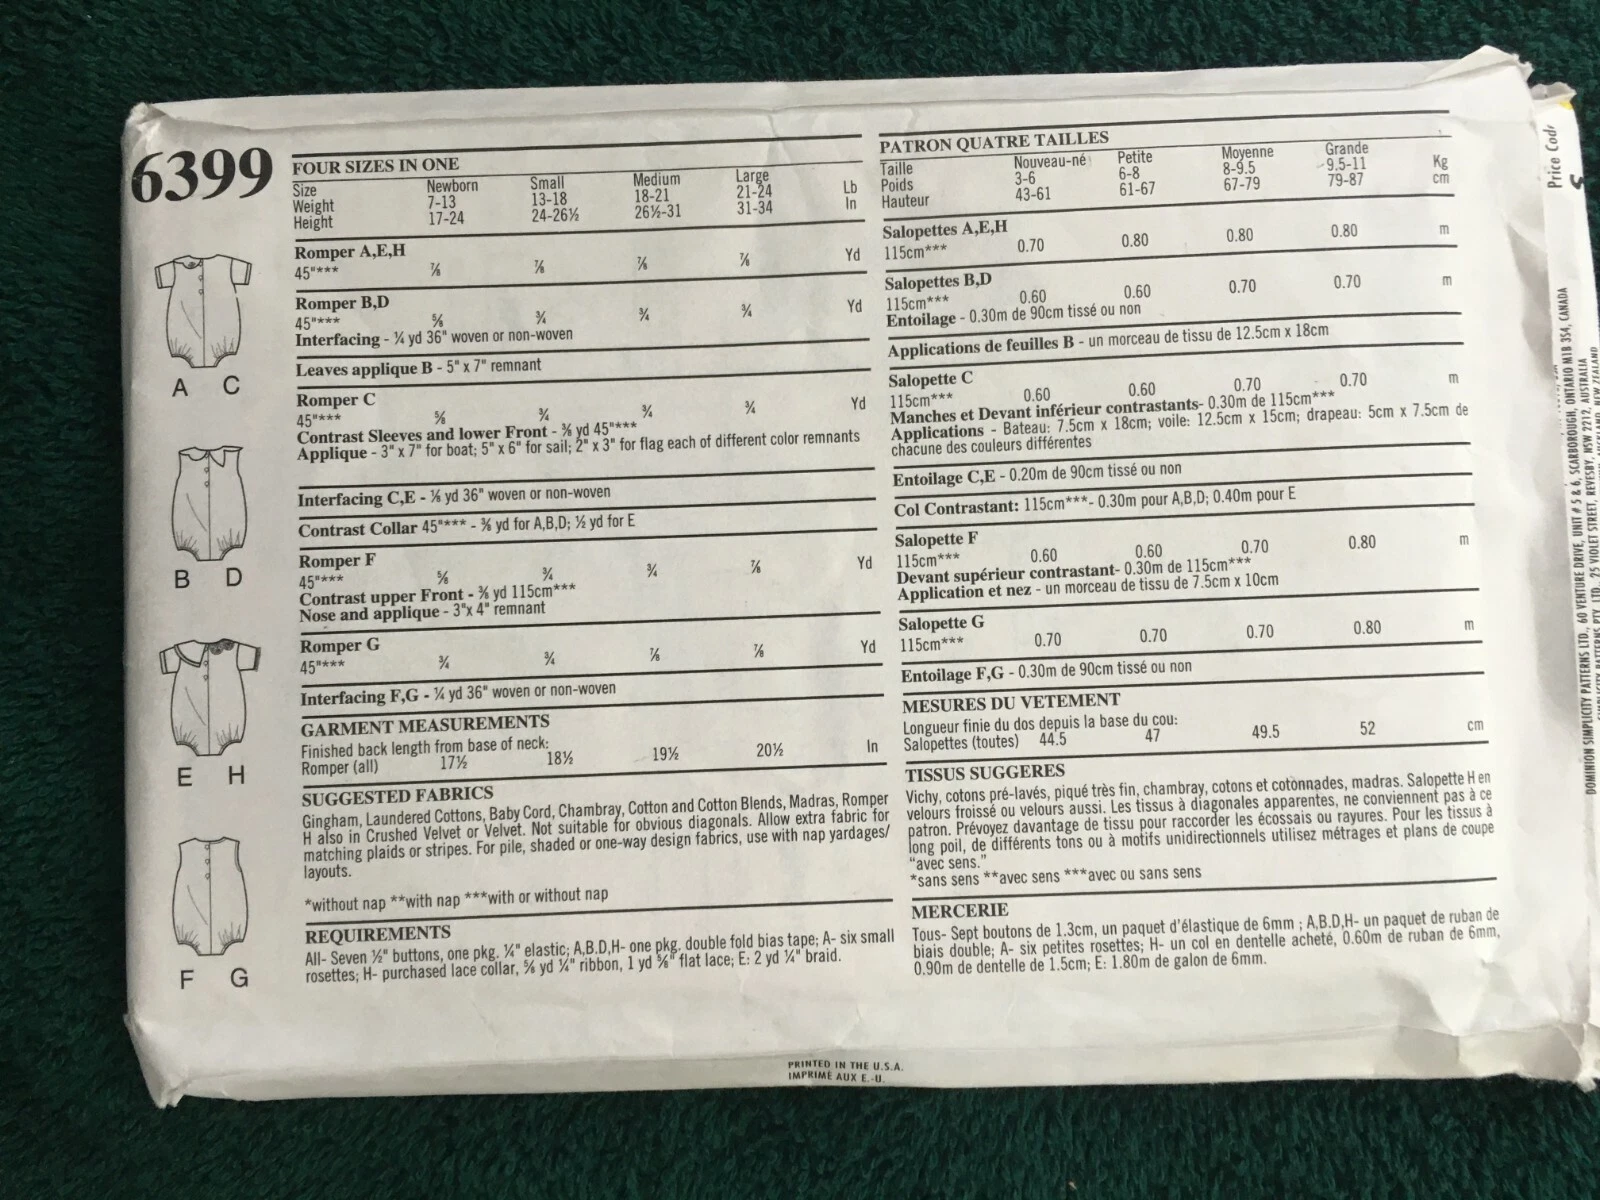 6399
FOUR SIZES IN ONE
Size Newborn Small Medium Large
Weight 7-13 13-18 18-21 21-24 Lb
Height 17-24 24-26½ 26½-31 31-34 In
Romper A,E,H
45"*** ⅞ ⅞ ⅞ ⅞ Yd
Romper B,D
45"*** ⅝ ¾ ¾ ¾ Yd
Interfacing - ¼ yd 36" woven or non-woven
Leaves applique B - 5" x 7" remnant
Romper C
45"*** ⅝ ¾ ¾ ¾ Yd
Contrast Sleeves and lower Front - ⅜ yd 45"***
Applique - 3" x 7" for boat; 5" x 6" for sail; 2" x 3" for flag each of different color remnants
Interfacing C,E - ⅛ yd 36" woven or non-woven
Contrast Collar 45"*** - ⅜ yd for A,B,D; ½ yd for E
Romper F
45"*** ⅝ ¾ ¾ ⅞ Yd
Contrast upper Front - ⅜ yd 115cm***
Nose and applique - 3"x 4" remnant
Romper G
45"*** ¾ ¾ ⅞ ⅞ Yd
Interfacing F,G - ¼ yd 36" woven or non-woven
GARMENT MEASUREMENTS
Finished back length from base of neck:
Romper (all) 17½ 18½ 19½ 20½ In
SUGGESTED FABRICS
Gingham, Laundered Cottons, Baby Cord, Chambray, Cotton and Cotton Blends, Madras, Romper
H also in Crushed Velvet or Velvet. Not suitable for obvious diagonals. Allow extra fabric for
matching plaids or stripes. For pile, shaded or one-way design fabrics, use with nap yardages/
layouts.
*without nap **with nap ***with or without nap
REQUIREMENTS
All- Seven ½" buttons, one pkg. ¼" elastic; A,B,D,H- one pkg. double fold bias tape; A- six small
rosettes; H- purchased lace collar, ⅝ yd ¼" ribbon, 1 yd ⅝" flat lace; E: 2 yd ¼" braid.
A C
B D
E H
F G
PATRON QUATRE TAILLES
Taille Nouveau-né Petite Moyenne Grande
Poids 3-6 6-8 8-9.5 9.5-11 Kg
Hauteur 43-61 61-67 67-79 79-87 cm
Salopettes A,E,H
115cm*** 0.70 0.80 0.80 0.80 m
Salopettes B,D
115cm*** 0.60 0.60 0.70 0.70 m
Entoilage - 0.30m de 90cm tissé ou non
Applications de feuilles B - un morceau de tissu de 12.5cm x 18cm
Salopette C
115cm*** 0.60 0.60 0.70 0.70 m
Manches et Devant inférieur contrastants- 0.30m de 115cm***
Applications - Bateau: 7.5cm x 18cm; voile: 12.5cm x 15cm; drapeau: 5cm x 7.5cm de
chacune des couleurs différentes
Entoilage C,E - 0.20m de 90cm tissé ou non
Col Contrastant: 115cm***- 0.30m pour A,B,D; 0.40m pour E
Salopette F
115cm*** 0.60 0.60 0.70 0.80 m
Devant supérieur contrastant- 0.30m de 115cm***
Application et nez - un morceau de tissu de 7.5cm x 10cm
Salopette G
115cm*** 0.70 0.70 0.70 0.80 m
Entoilage F,G - 0.30m de 90cm tissé ou non
MESURES DU VETEMENT
Longueur finie du dos depuis la base du cou:
Salopettes (toutes) 44.5 47 49.5 52 cm
TISSUS SUGGERES
Vichy, cotons pré-lavés, piqué très fin, chambray, cotons et cotonnades, madras. Salopette H en
velours froissé ou velours aussi. Les tissus à diagonales apparentes, ne conviennent pas à ce
patron. Prévoyez davantage de tissu pour raccorder les écossais ou rayures. Pour les tissus à
long poil, de différents tons ou à motifs unidirectionnels utilisez métrages et plans de coupe
"avec sens."
*sans sens **avec sens ***avec ou sans sens
MERCERIE
Tous- Sept boutons de 1.3cm, un paquet d'élastique de 6mm ; A,B,D,H- un paquet de ruban de
biais double; A- six petites rosettes; H- un col en dentelle acheté, 0.60m de ruban de 6mm,
0.90m de dentelle de 1.5cm; E: 1.80m de galon de 6mm.
PRINTED IN THE U.S.A.
IMPRIMÉ AUX E.-U.
Price Code
DOMINION SIMPLICITY PATTERNS LTD., 60 VENTURE DRIVE, UNIT # 5 & 6, SCARBOROUGH, ONTARIO M1B 3S4, CANADA
PATTERNS PTY. LTD. 25 VIOLET STREET, REVESBY, NSW 2212, AUSTRALIA
NEW ZEALAND